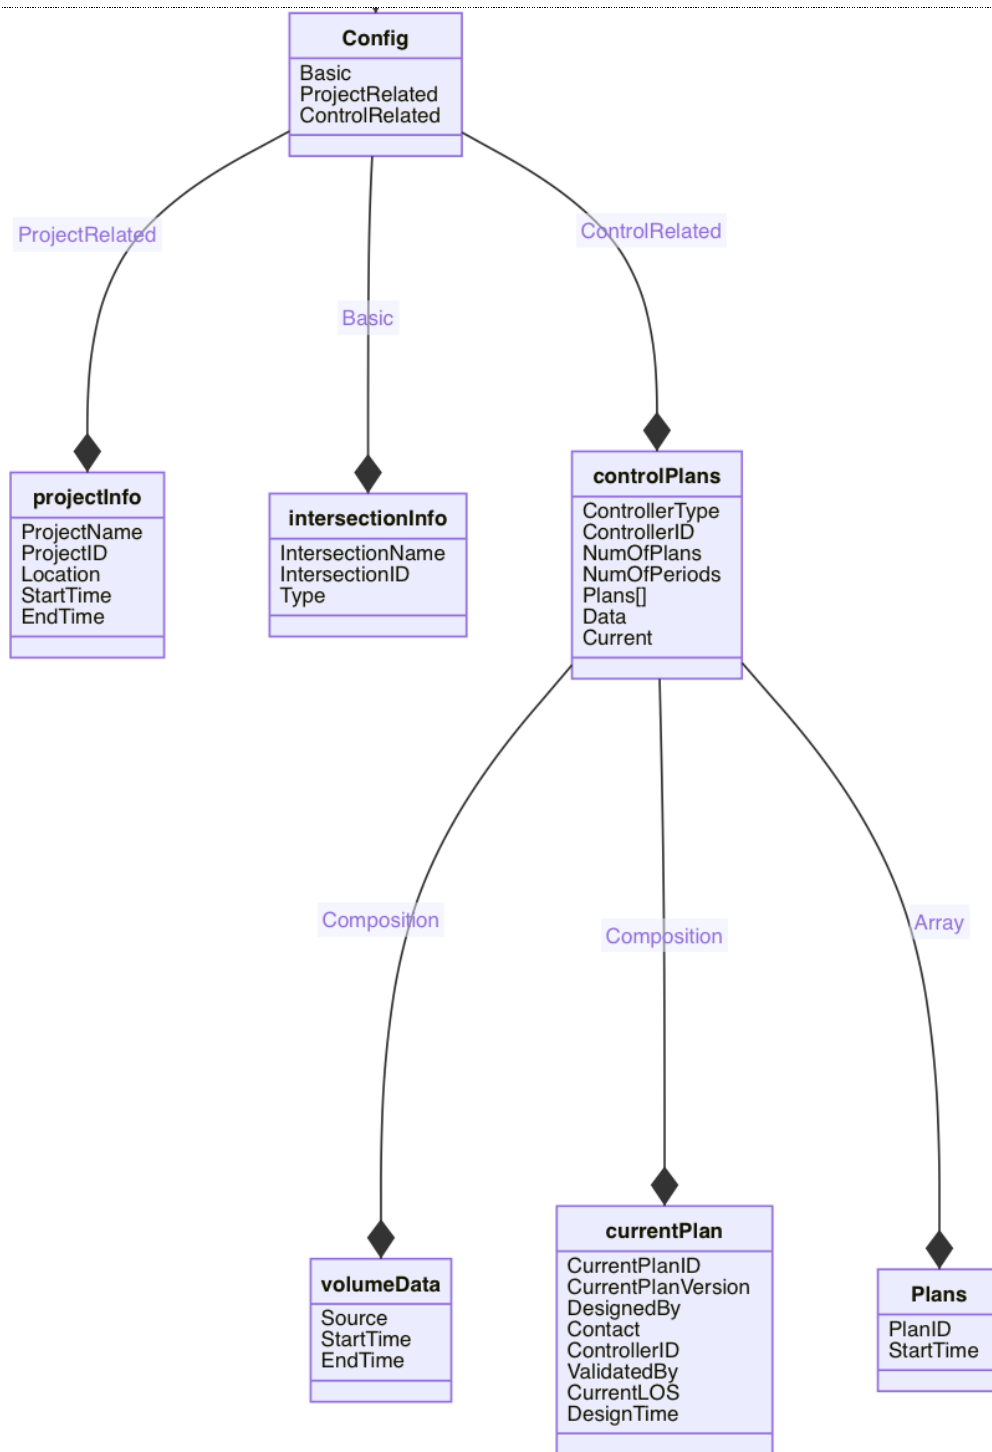 Config
Basic
ProjectRelated
ControlRelated
ProjectRelated
ControlRelated
Basic
projectInfo
ProjectName
ProjectID
Location
StartTime
EndTime
intersectionInfo
IntersectionName
IntersectionID
Type
controlPlans
ControllerType
ControllerID
NumOfPlans
NumOfPeriods
Plans[]
Data
Current
Composition
Composition
Array
volumeData
Source
StartTime
EndTime
currentPlan
CurrentPlanID
CurrentPlanVersion
DesignedBy
Contact
ControllerID
ValidatedBy
CurrentLOS
DesignTime
Plans
PlanID
StartTime